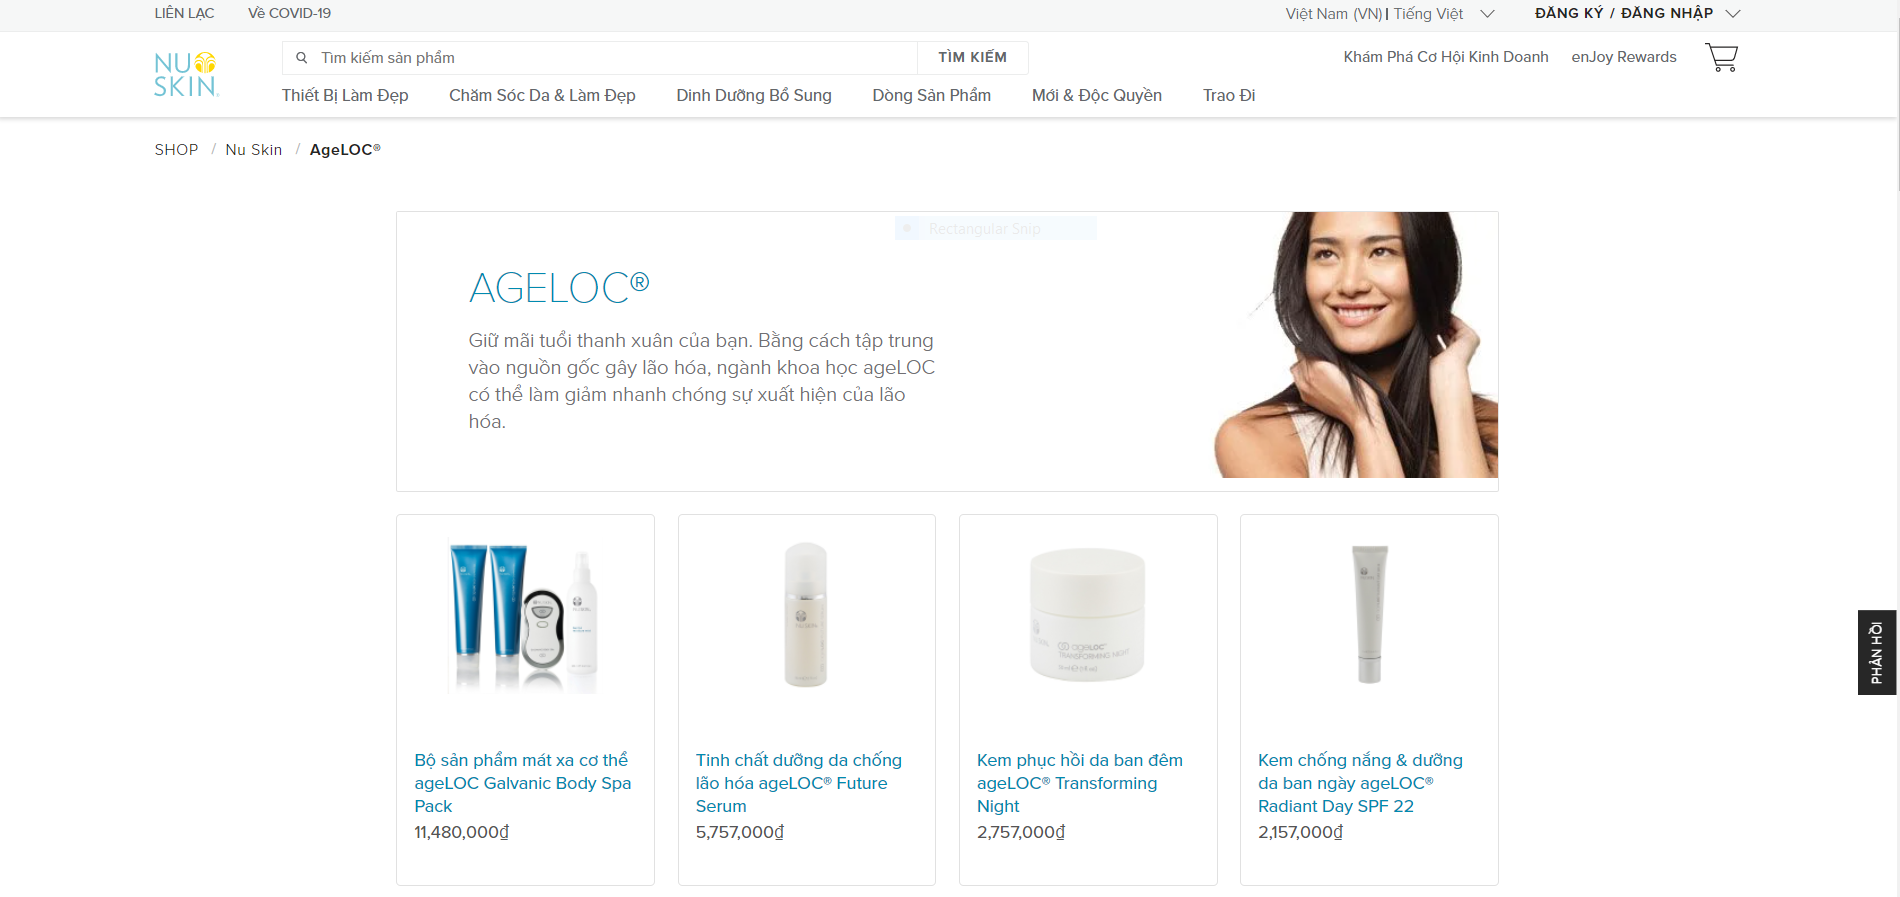 LIÊN LẠC Về COVID-19 Việt Nam (VN) | Tiếng Việt ĐĂNG KÝ / ĐĂNG NHẬP
NU SKIN
Tìm kiếm sản phẩm TÌM KIẾM Khám Phá Cơ Hội Kinh Doanh enJoy Rewards
Thiết Bị Làm Đẹp Chăm Sóc Da & Làm Đẹp Dinh Dưỡng Bổ Sung Dòng Sản Phẩm Mới & Độc Quyền Trao Đi
SHOP / Nu Skin / AgeLOC®
Rectangular Snip
AGELOC®
Giữ mãi tuổi thanh xuân của bạn. Bằng cách tập trung
vào nguồn gốc gây lão hóa, ngành khoa học ageLOC
có thể làm giảm nhanh chóng sự xuất hiện của lão
hóa.
ageLOC
TRANSFORMING NIGHT
Bộ sản phẩm mát xa cơ thể
ageLOC Galvanic Body Spa
Pack
11,480,000₫
Tinh chất dưỡng da chống
lão hóa ageLOC® Future
Serum
5,757,000₫
Kem phục hồi da ban đêm
ageLOC® Transforming
Night
2,757,000₫
Kem chống nắng & dưỡng
da ban ngày ageLOC®
Radiant Day SPF 22
2,157,000₫
PHẢN HỒI